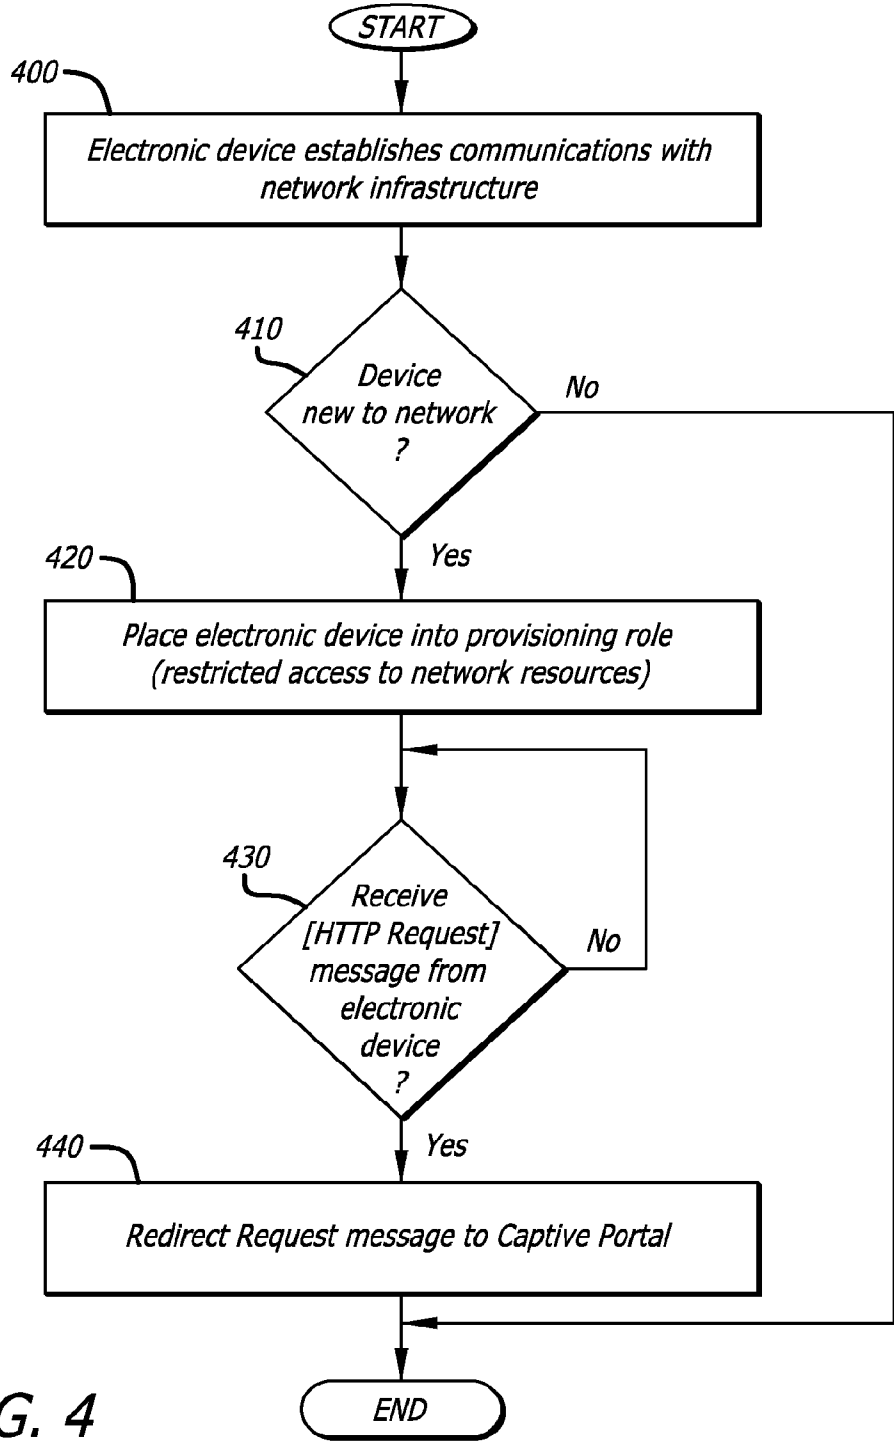 START
400
Electronic device establishes communications with
network infrastructure
410
Device
new to network
?
No
Yes
420
Place electronic device into provisioning role
(restricted access to network resources)
430
Receive
[HTTP Request]
message from
electronic
device
?
No
Yes
440
Redirect Request message to Captive Portal
END
G. 4